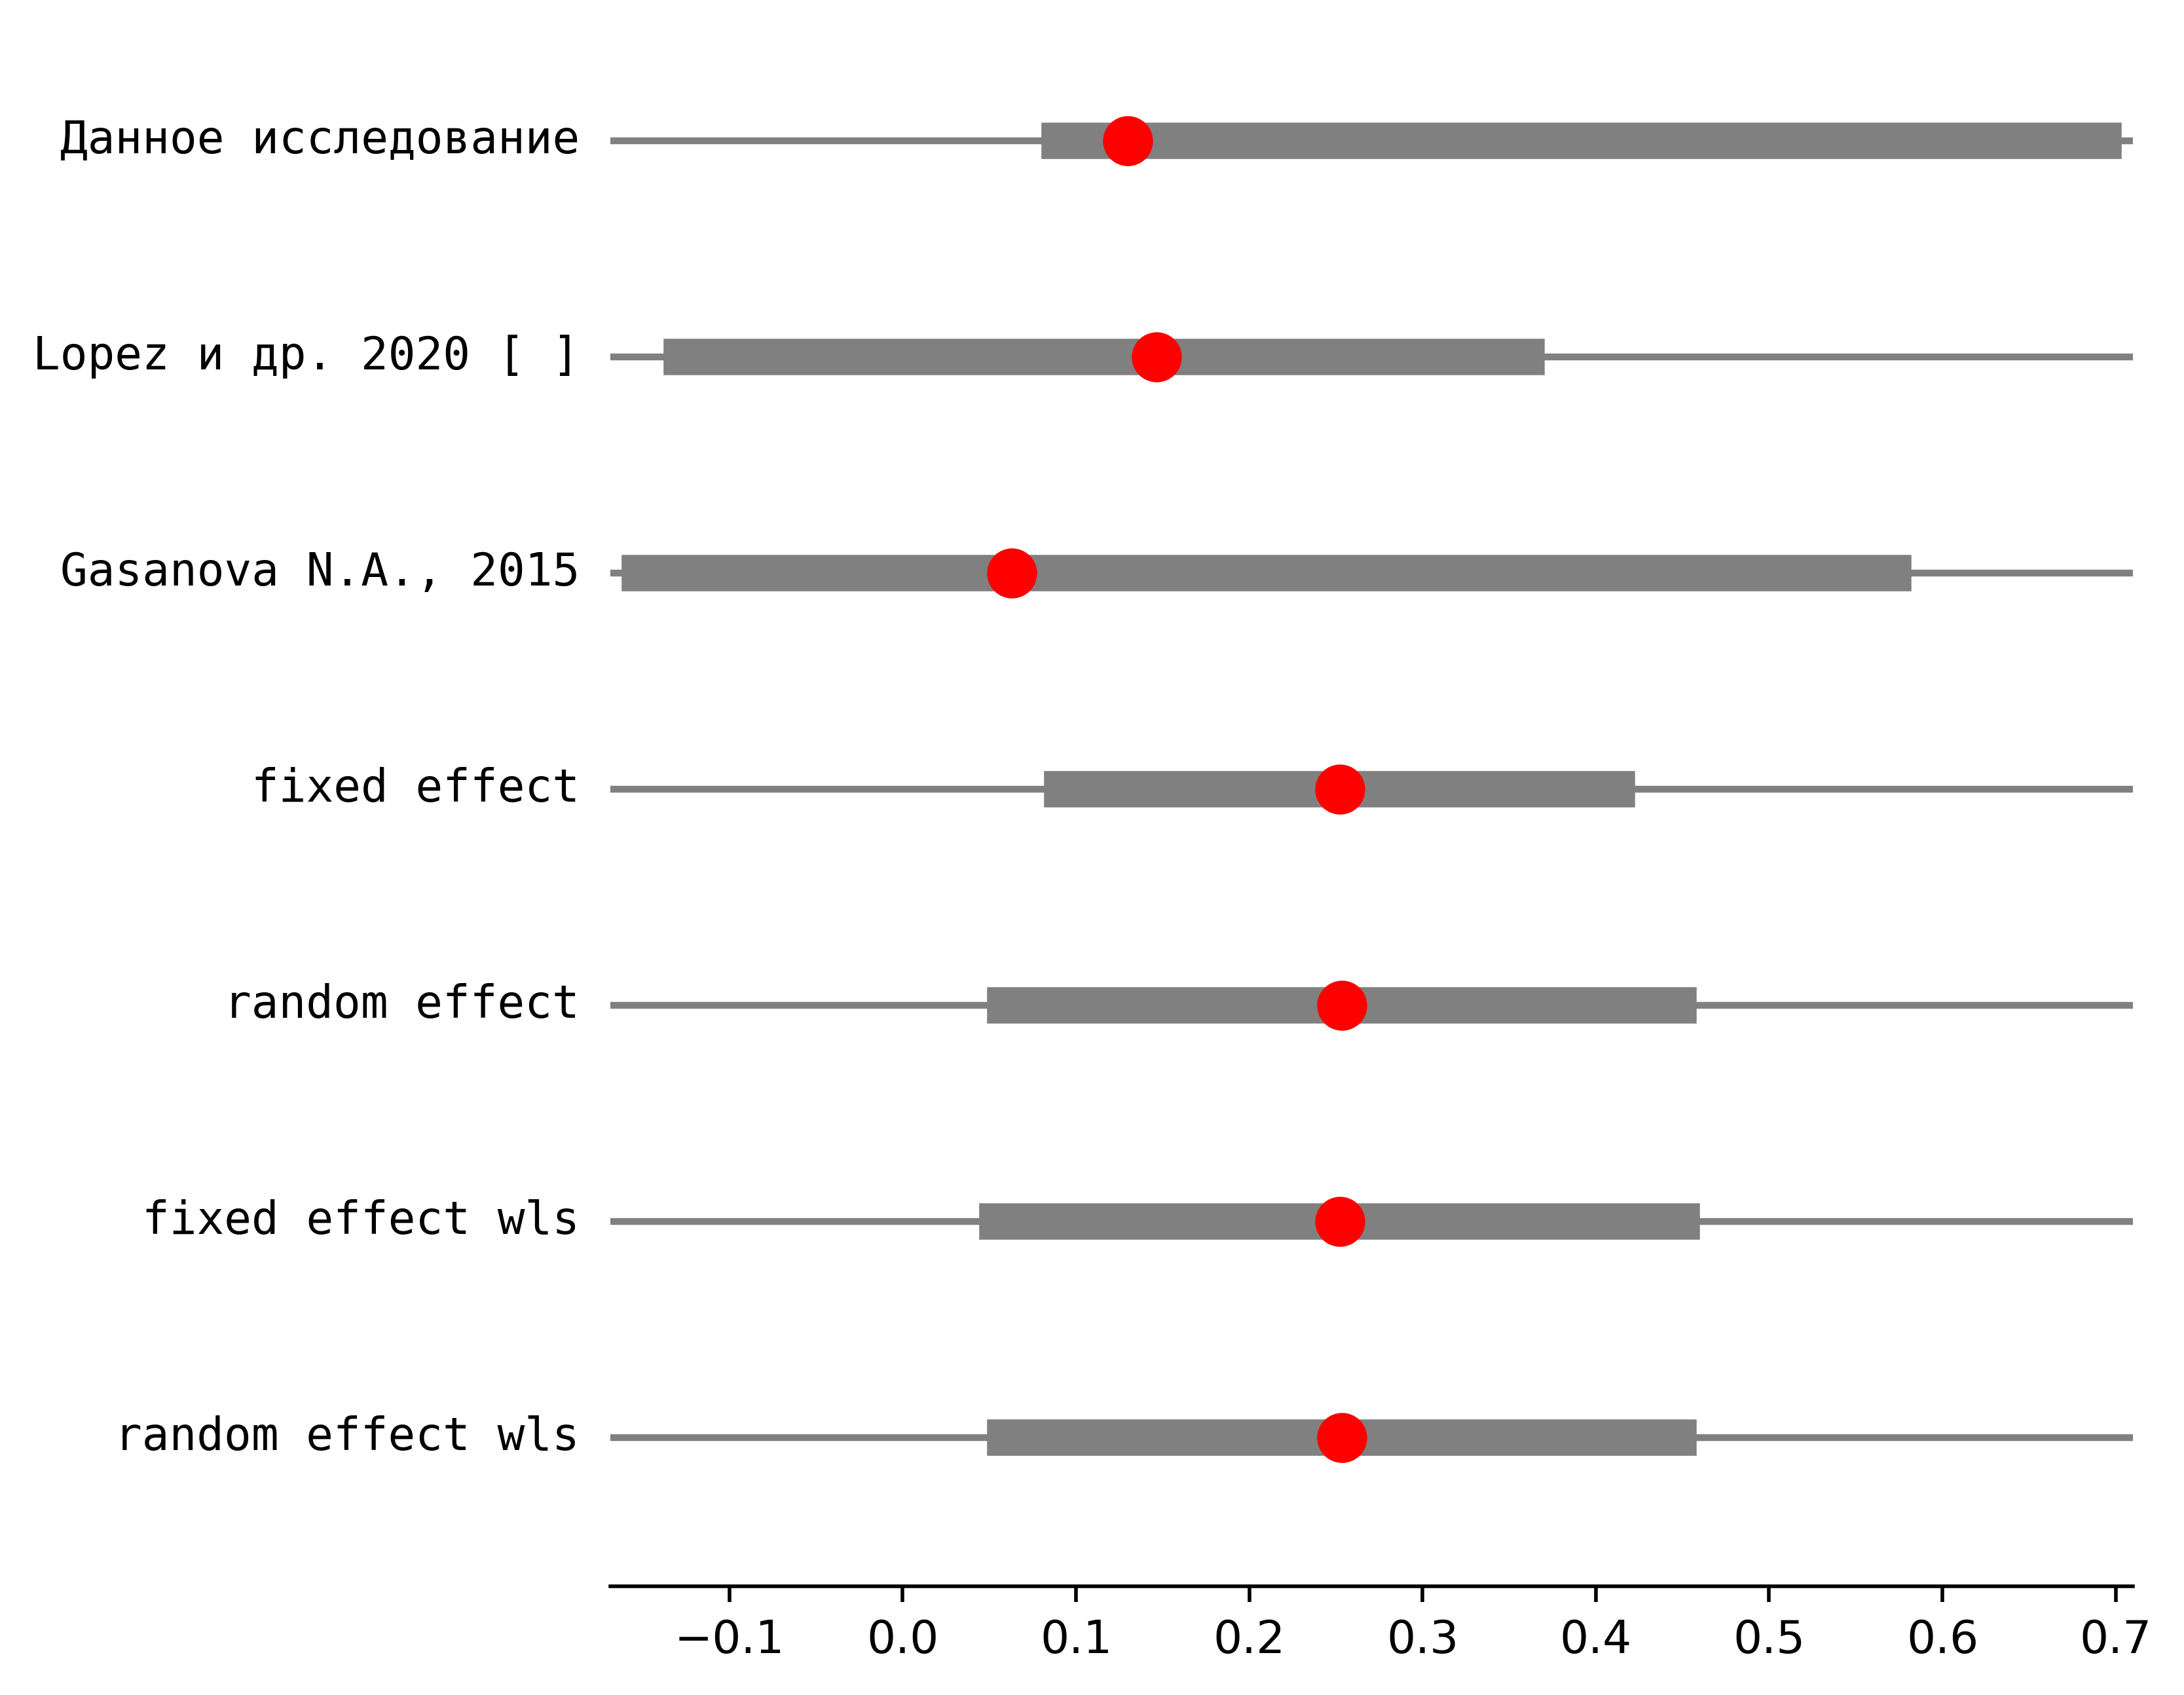 Данное исследование
Lopez и др. 2020 [ ]
Gasanova N.A., 2015
fixed effect
random effect
fixed effect wls
random effect wls
−0.1 0.0 0.1 0.2 0.3 0.4 0.5 0.6 0.7